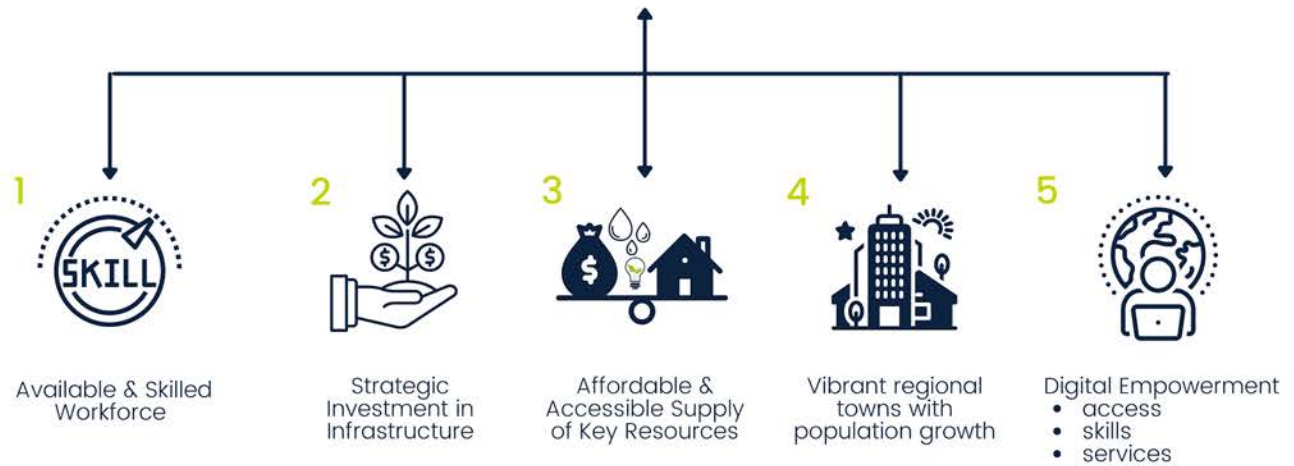 1
SKILL
Available & Skilled
Workforce
2
$ $
Strategic
Investment in
Infrastructure
3
$
Affordable &
Accessible Supply
of Key Resources
4
Vibrant regional
towns with
population growth
5
Digital Empowerment
• access
• skills
• services